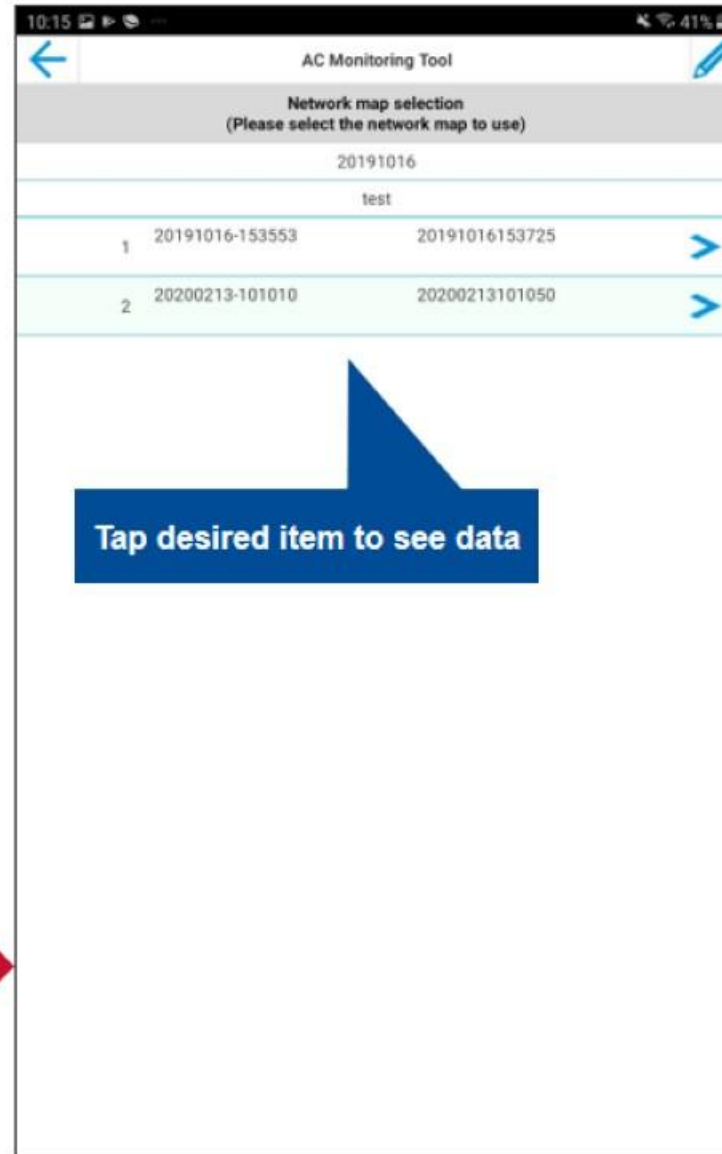 10:15
41%
AC Monitoring Tool
Network map selection
(Please select the network map to use)
20191016
test
1 20191016-153553 20191016153725
2 20200213-101010 20200213101050
Tap desired item to see data